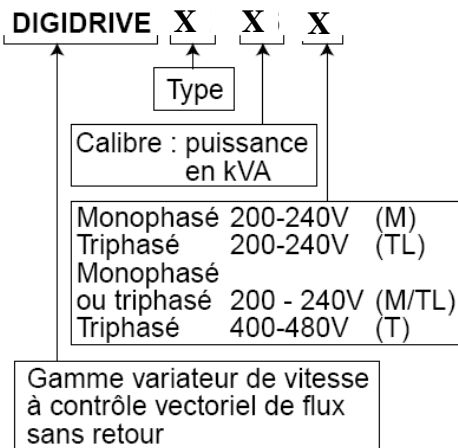 DIGIDRIVE X X X
Type
Calibre : puissance
en kVA
Monophasé 200-240V (M)
Triphasé 200-240V (TL)
Monophasé
ou triphasé 200 - 240V (M/TL)
Triphasé 400-480V (T)
Gamme variateur de vitesse
à contrôle vectoriel de flux
sans retour